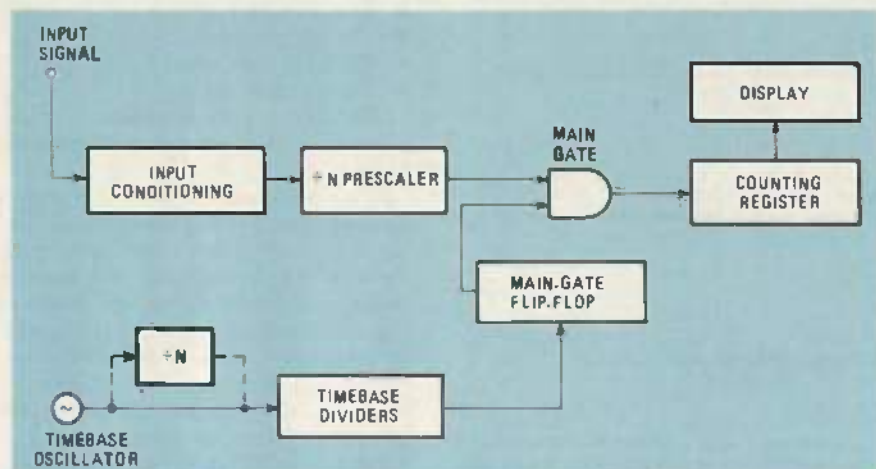 INPUT
SIGNAL
INPUT
CONDITIONING
÷N PRESCALER
MAIN
GATE
DISPLAY
COUNTING
REGISTER
MAIN-GATE
FLIP-FLOP
÷N
~
TIMEBASE
OSCILLATOR
TIMEBASE
DIVIDERS